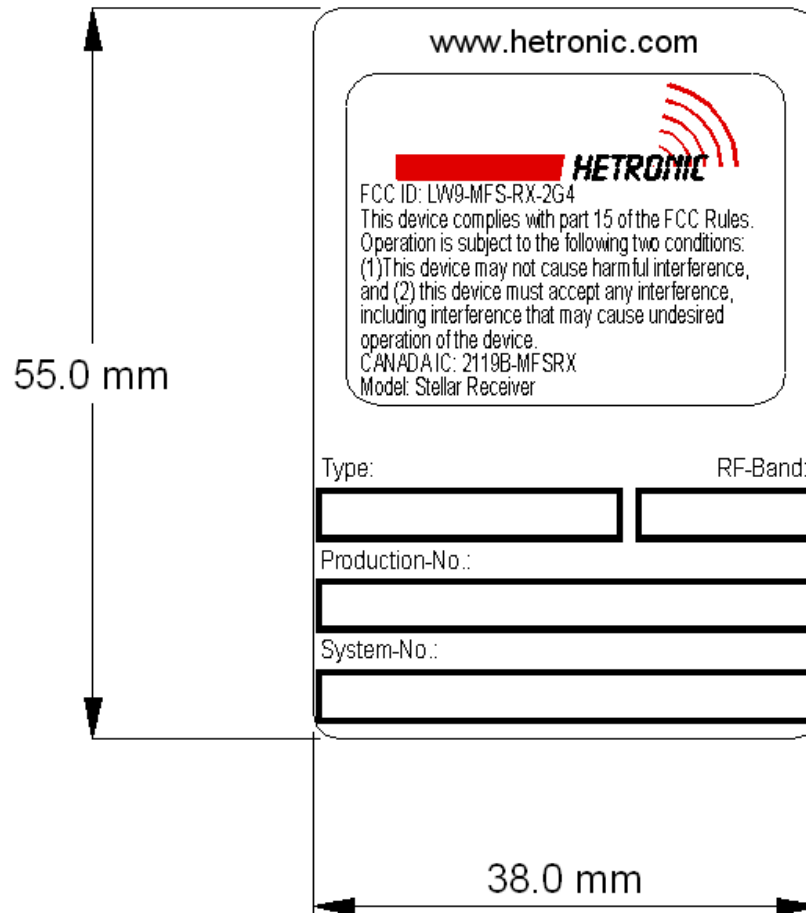 www.hetronic.com
HETRONIC
FCC ID: LW9-MFS-RX-2G4
This device complies with part 15 of the FCC Rules.
Operation is subject to the following two conditions:
(1)This device may not cause harmful interference,
and (2) this device must accept any interference,
including interference that may cause undesired
operation of the device.
CANADA IC: 2119B-MFSRX
Model: Stellar Receiver
55.0 mm
Type: RF-Band:
Production-No.:
System-No.:
38.0 mm